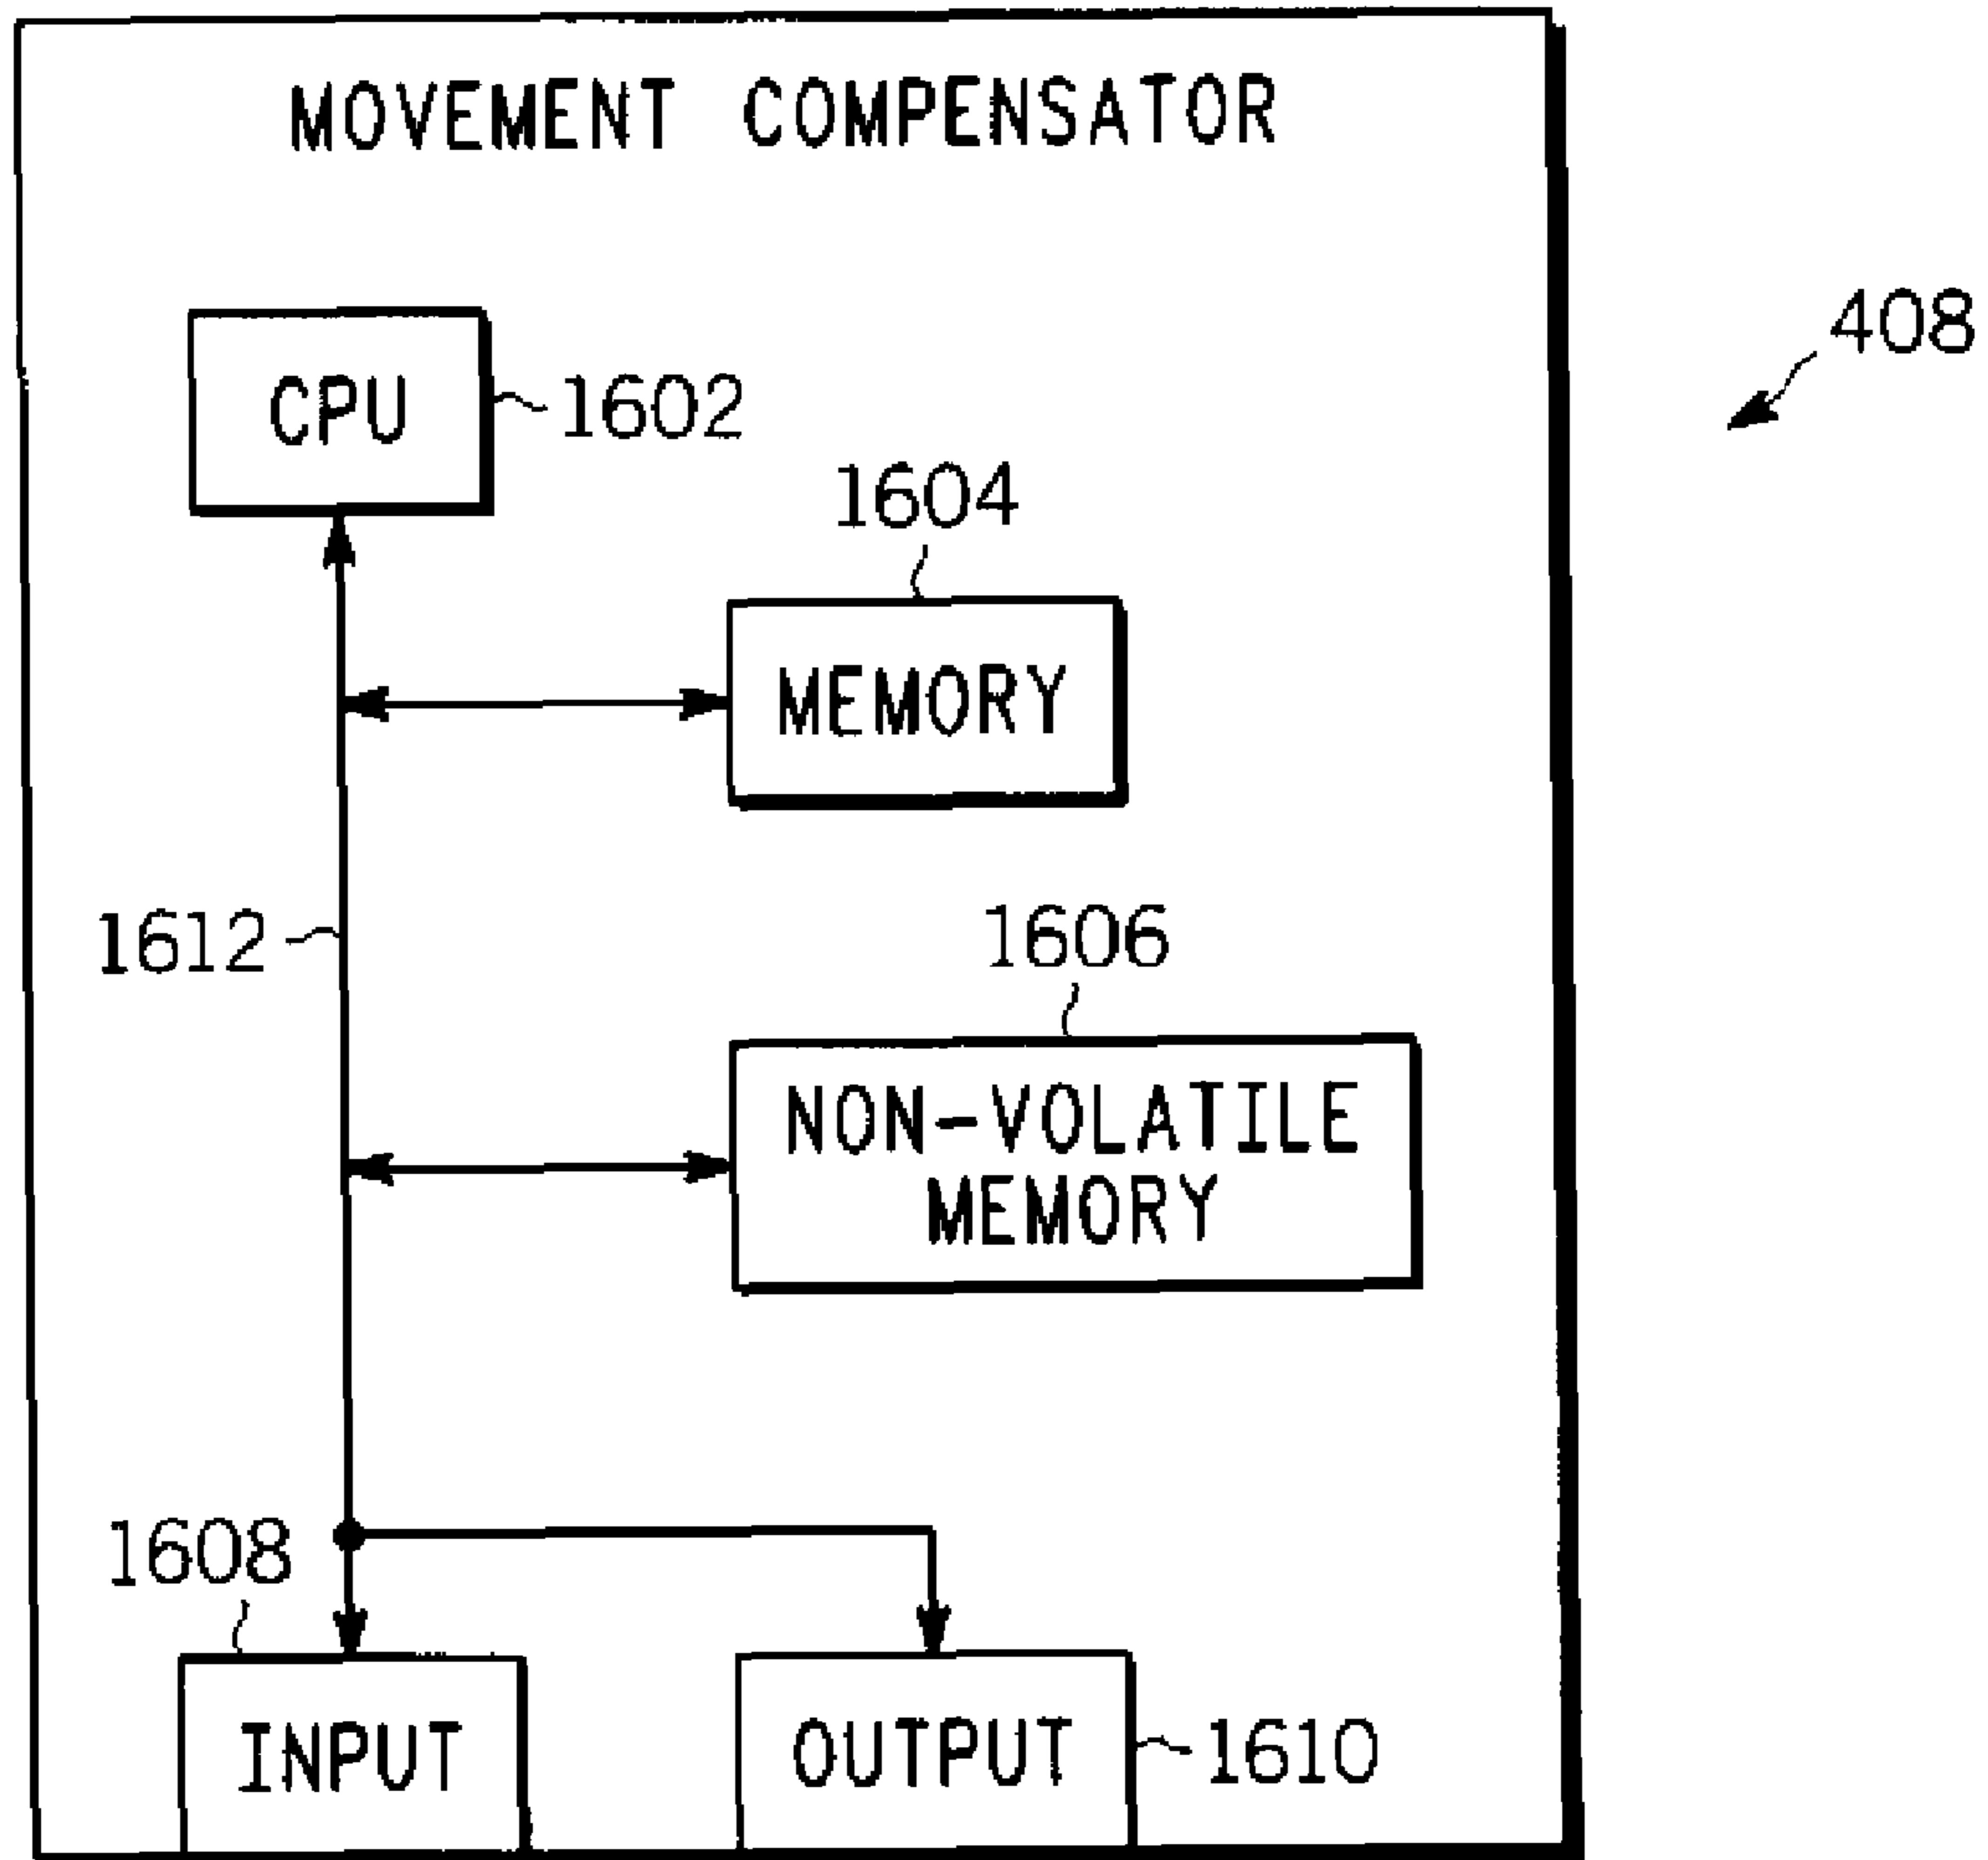 MOVEMENT COMPENSATOR
408
CPU
1602
1604
MEMORY
1612
1606
NON-VOLATILE
MEMORY
1608
INPUT
OUTPUT
1610